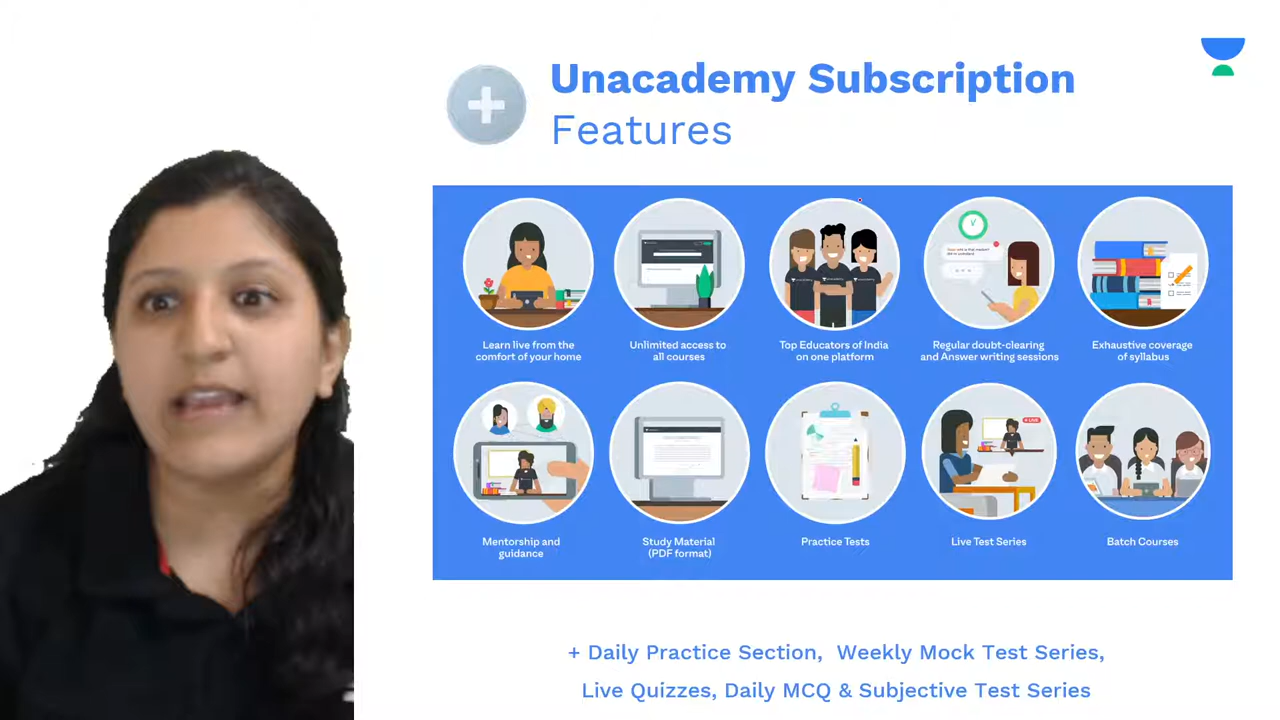 Unacademy Subscription
Features
Learn live from the
comfort of your home
Unlimited access to
all courses
Top Educators of India
on one platform
Regular doubt-clearing
and Answer writing sessions
Exhaustive coverage
of syllabus
LIVE
Mentorship and
guidance
Study Material
(PDF format)
Practice Tests
Live Test Series
Batch Courses
+ Daily Practice Section, Weekly Mock Test Series,
Live Quizzes, Daily MCQ & Subjective Test Series